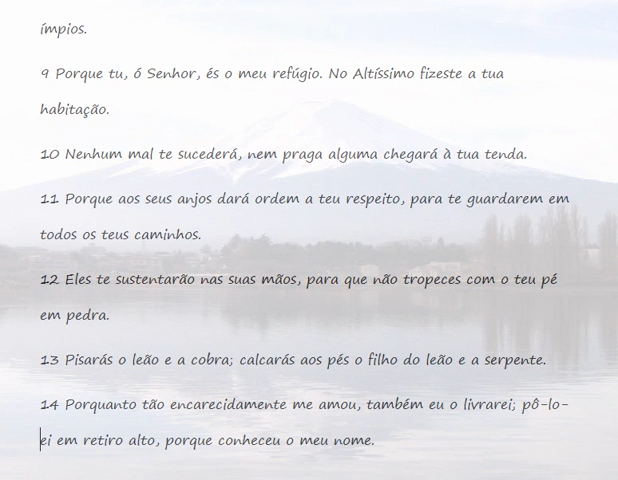 ímpios.
9 Porque tu, ó Senhor, és o meu refúgio. No Altíssimo fizeste a tua
habitação.
10 Nenhum mal te sucederá, nem praga alguma chegará à tua tenda.
11 Porque aos seus anjos dará ordem a teu respeito, para te guardarem em
todos os teus caminhos.
12 Eles te sustentarão nas suas mãos, para que não tropeces com o teu pé
em pedra.
13 Pisarás o leão e a cobra; calcarás aos pés o filho do leão e a serpente.
14 Porquanto tão encarecidamente me amou, também eu o livrarei; pô-lo-
ei em retiro alto, porque conheceu o meu nome.